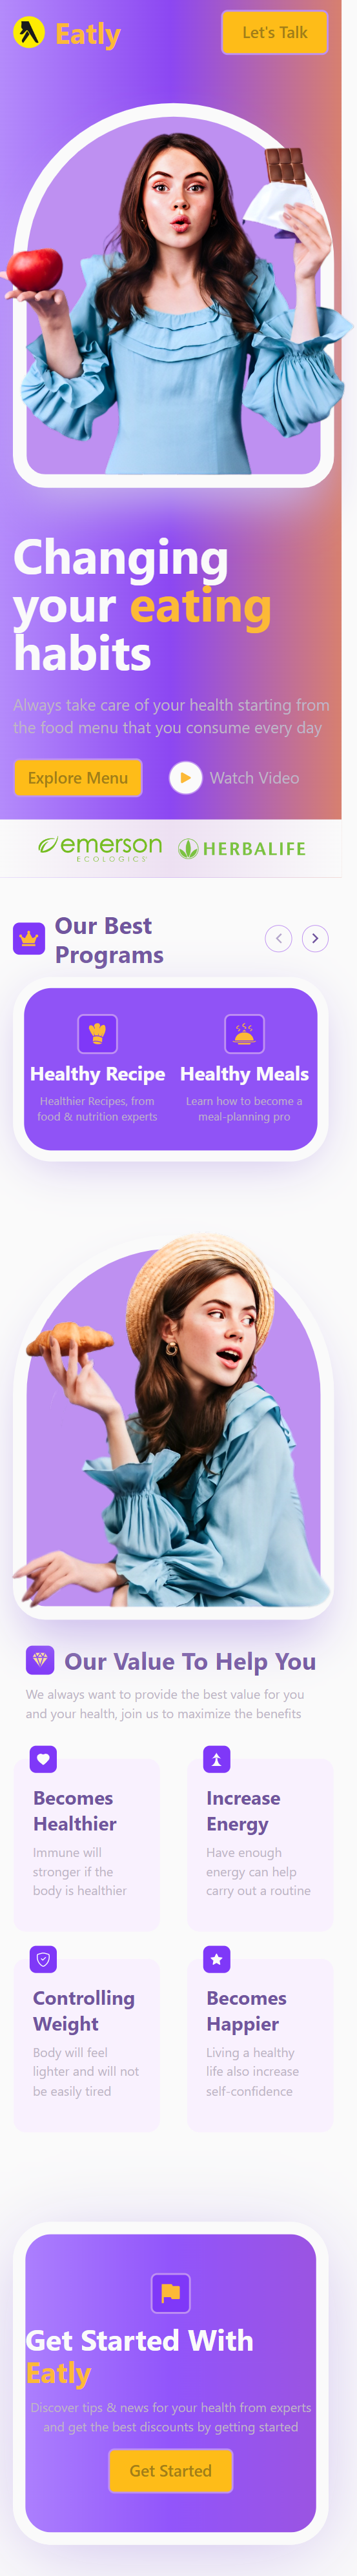 Eatly
Let's Talk
Changing
your eating
habits
Always take care of your health starting from
the food menu that you consume every day
Explore Menu
Watch Video
emerson
ECOLOGICS
HERBALIFE
Our Best
Programs
Healthy Recipe
Healthier Recipes, from
food & nutrition experts
Healthy Meals
Learn how to become a
meal-planning pro
Our Value To Help You
We always want to provide the best value for you
and your health, join us to maximize the benefits
Becomes
Healthier
Immune will
stronger if the
body is healthier
Increase
Energy
Have enough
energy can help
carry out a routine
Controlling
Weight
Body will feel
lighter and will not
be easily tired
Becomes
Happier
Living a healthy
life also increase
self-confidence
Get Started With
Eatly
Discover tips & news for your health from experts
and get the best discounts by getting started
Get Started